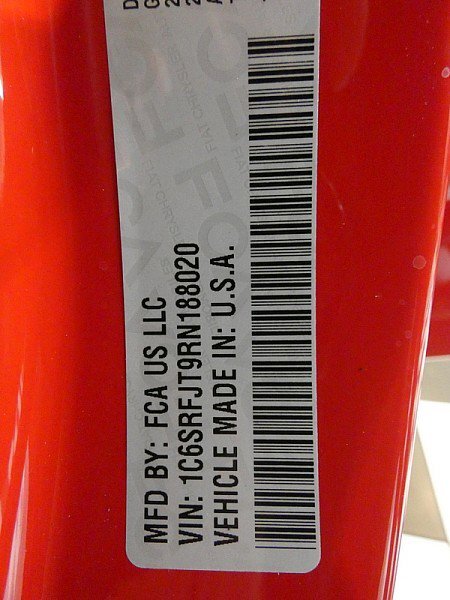 MFD BY: FCA US LLC
VIN: 1C6SRFJT9RN188020
VEHICLE MADE IN: U.S.A.